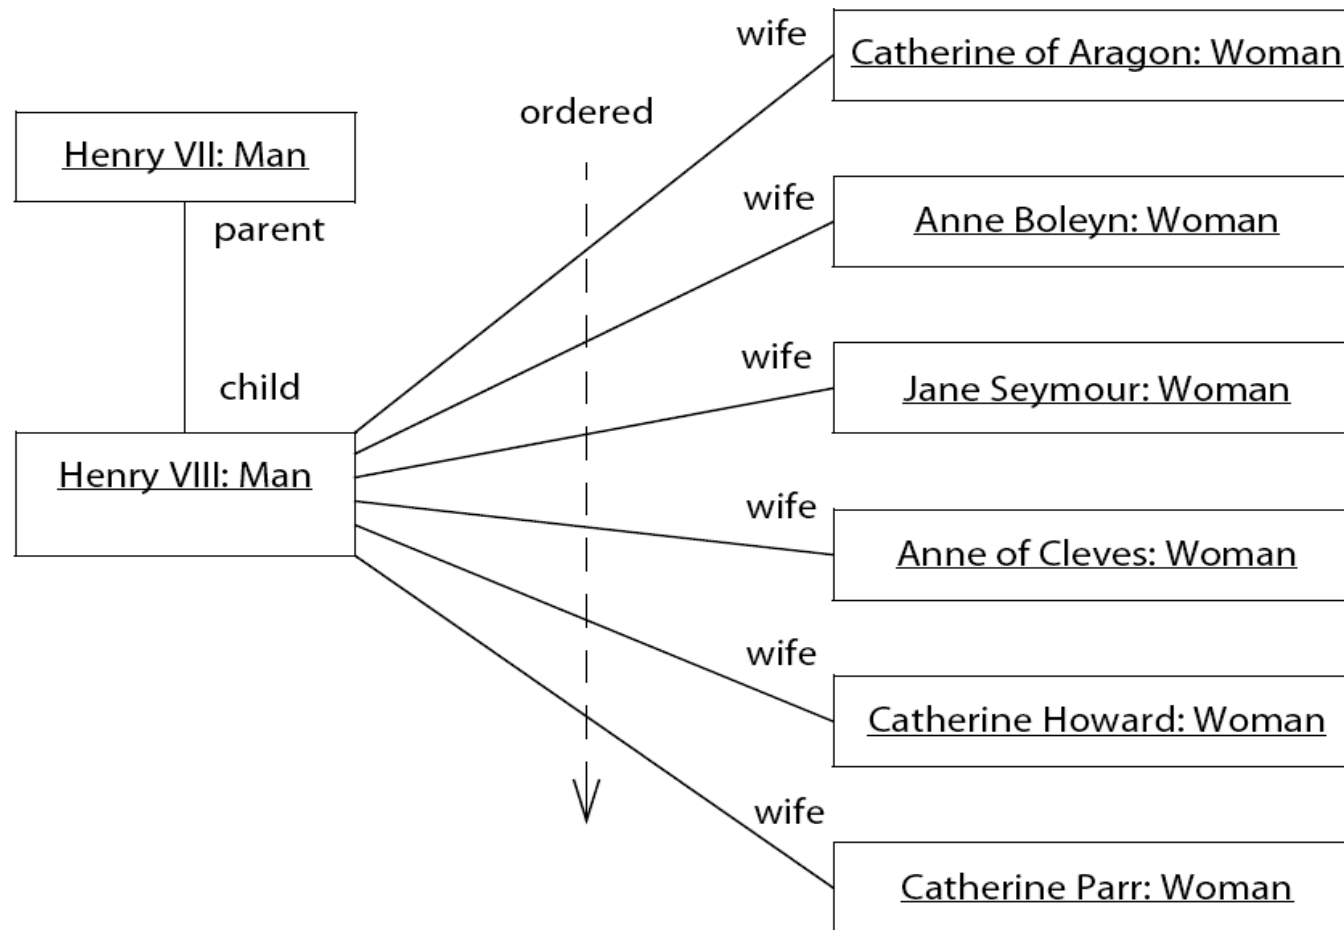 wife
Catherine of Aragon: Woman
ordered
Henry VII: Man
parent
wife
Anne Boleyn: Woman
wife
Jane Seymour: Woman
child
Henry VIII: Man
wife
Anne of Cleves: Woman
wife
Catherine Howard: Woman
wife
Catherine Parr: Woman